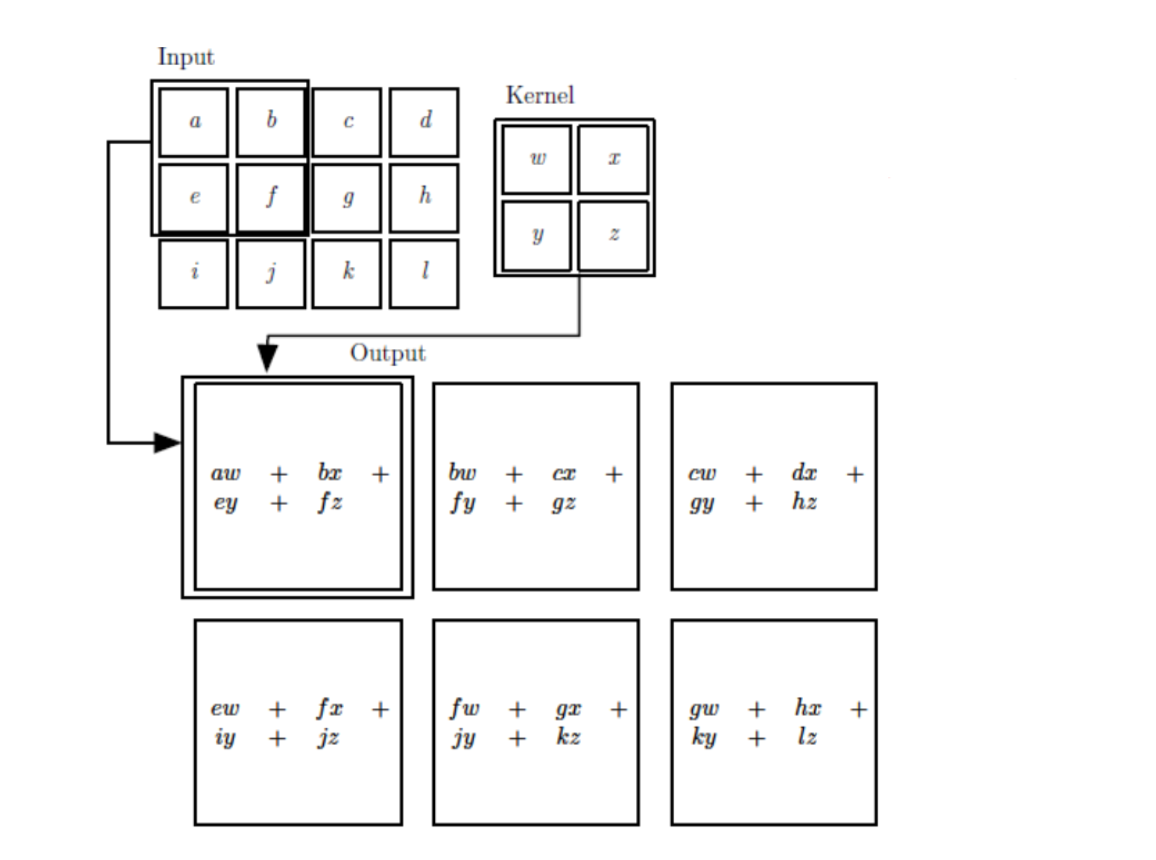 Input
Kernel
a b c d
w x
e f g h
y z
i j k l
Output
aw + bx +
ey + fz
bw + cx +
fy + gz
cw + dx +
gy + hz
ew + fx +
iy + jz
fw + gx +
jy + kz
gw + hx +
ky + lz